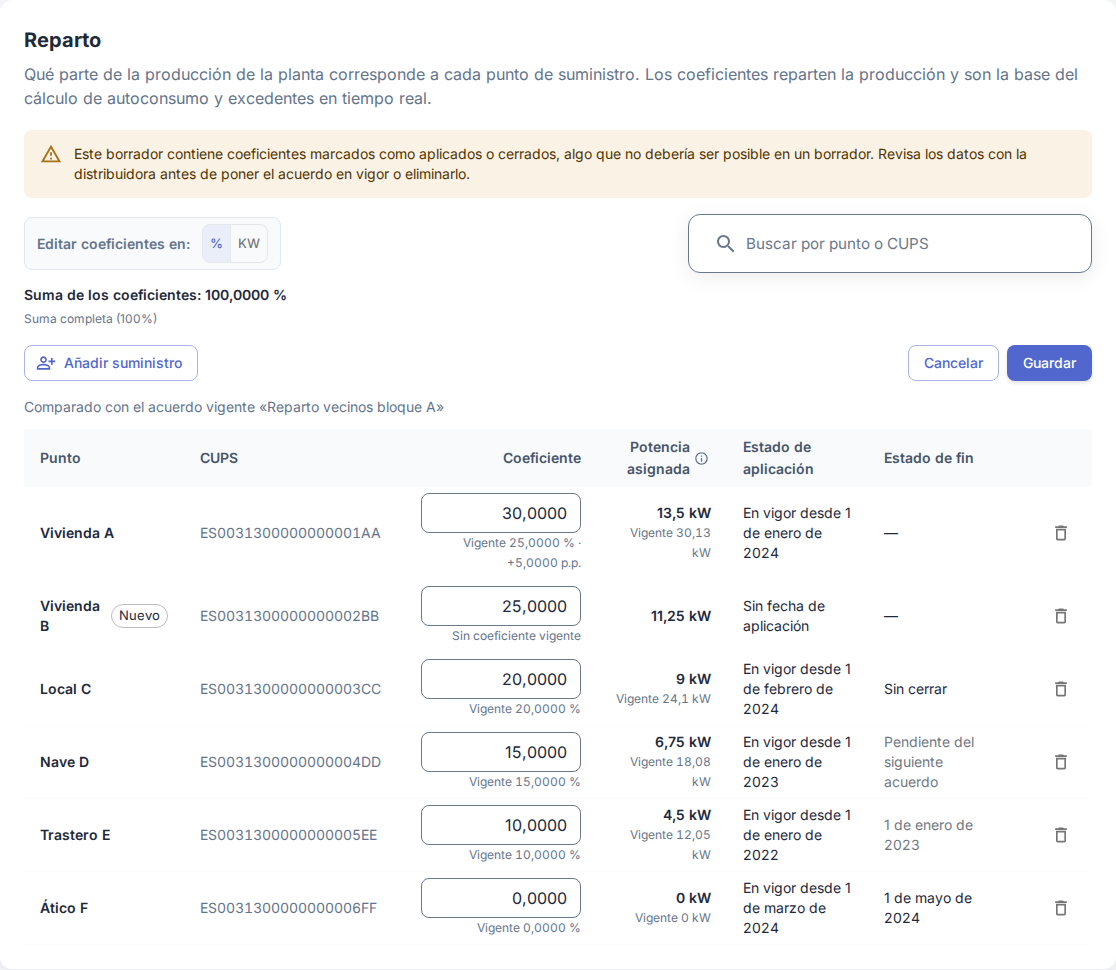 Reparto
Qué parte de la producción de la planta corresponde a cada punto de suministro. Los coeficientes reparten la producción y son la base del
cálculo de autoconsumo y excedentes en tiempo real.
Este borrador contiene coeficientes marcados como aplicados o cerrados, algo que no debería ser posible en un borrador. Revisa los datos con la
distribuidora antes de poner el acuerdo en vigor o eliminarlo.
Editar coeficientes en: % KW
Buscar por punto o CUPS
Suma de los coeficientes: 100,0000 %
Suma completa (100%)
Añadir suministro
Cancelar
Guardar
Comparado con el acuerdo vigente «Reparto vecinos bloque A»
Punto
CUPS
Coeficiente
Potencia
asignada
Estado de
aplicación
Estado de fin
Vivienda A
ES0031300000000001AA
30,0000
Vigente 25,0000 % ·
+5,0000 p.p.
13,5 kW
Vigente 30,13
kW
En vigor desde 1
de enero de
2024
—
Vivienda
B
Nuevo
ES0031300000000002BB
25,0000
Sin coeficiente vigente
11,25 kW
Sin fecha de
aplicación
—
Local C
ES0031300000000003CC
20,0000
Vigente 20,0000 %
9 kW
Vigente 24,1 kW
En vigor desde 1
de febrero de
2024
Sin cerrar
Nave D
ES0031300000000004DD
15,0000
Vigente 15,0000 %
6,75 kW
Vigente 18,08
kW
En vigor desde 1
de enero de
2023
Pendiente del
siguiente
acuerdo
Trastero E
ES0031300000000005EE
10,0000
Vigente 10,0000 %
4,5 kW
Vigente 12,05
kW
En vigor desde 1
de enero de
2022
1 de enero de
2023
Ático F
ES0031300000000006FF
0,0000
Vigente 0,0000 %
0 kW
Vigente 0 kW
En vigor desde 1
de marzo de
2024
1 de mayo de
2024